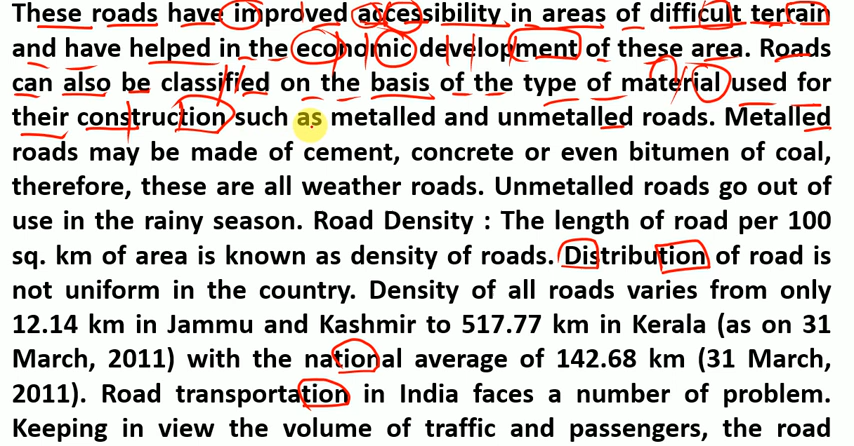 These roads have improved accessibility in areas of difficult terrain
and have helped in the economic development of these area. Roads
can also be classified on the basis of the type of material used for
their construction such as metalled and unmetalled roads. Metalled
roads may be made of cement, concrete or even bitumen of coal,
therefore, these are all weather roads. Unmetalled roads go out of
use in the rainy season. Road Density : The length of road per 100
sq. km of area is known as density of roads. Distribution of road is
not uniform in the country. Density of all roads varies from only
12.14 km in Jammu and Kashmir to 517.77 km in Kerala (as on 31
March, 2011) with the national average of 142.68 km (31 March,
2011). Road transportation in India faces a number of problem.
Keeping in view the volume of traffic and passengers, the road